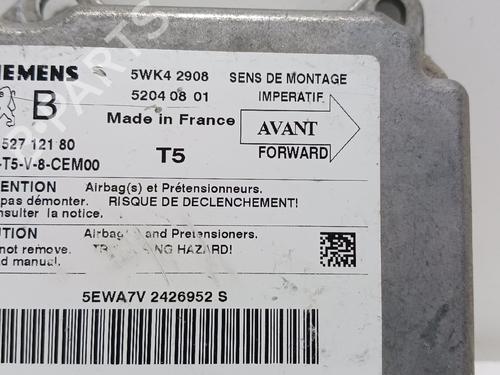 IEMENS 5WK4 2908 SENS DE MONTAGE
IMPERATIF.
B 5204 08 01
Made in France AVANT
527 121 80 T5 FORWARD
-T5-V-8-CEM00
ENTION Airbag(s) et Prétensionneurs.
pas démonter. RISQUE DE DECLENCHEMENT!
nsulter la notice.
UTION Airbag and Pretensioners.
not remove. HAZARD!
d manual.
5EWA7V 2426952 S